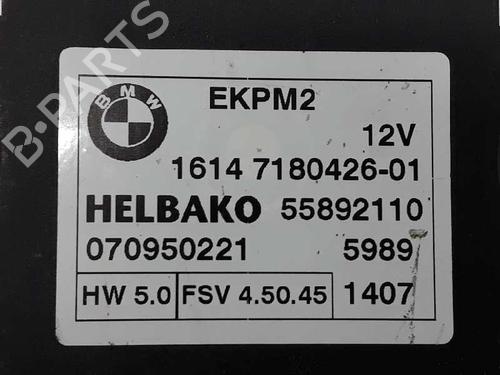 B-PARTS
BMW
EKPM2
12V
1614 7180426-01
HELBAKO 55892110
070950221 5989
HW 5.0 FSV 4.50.45 1407